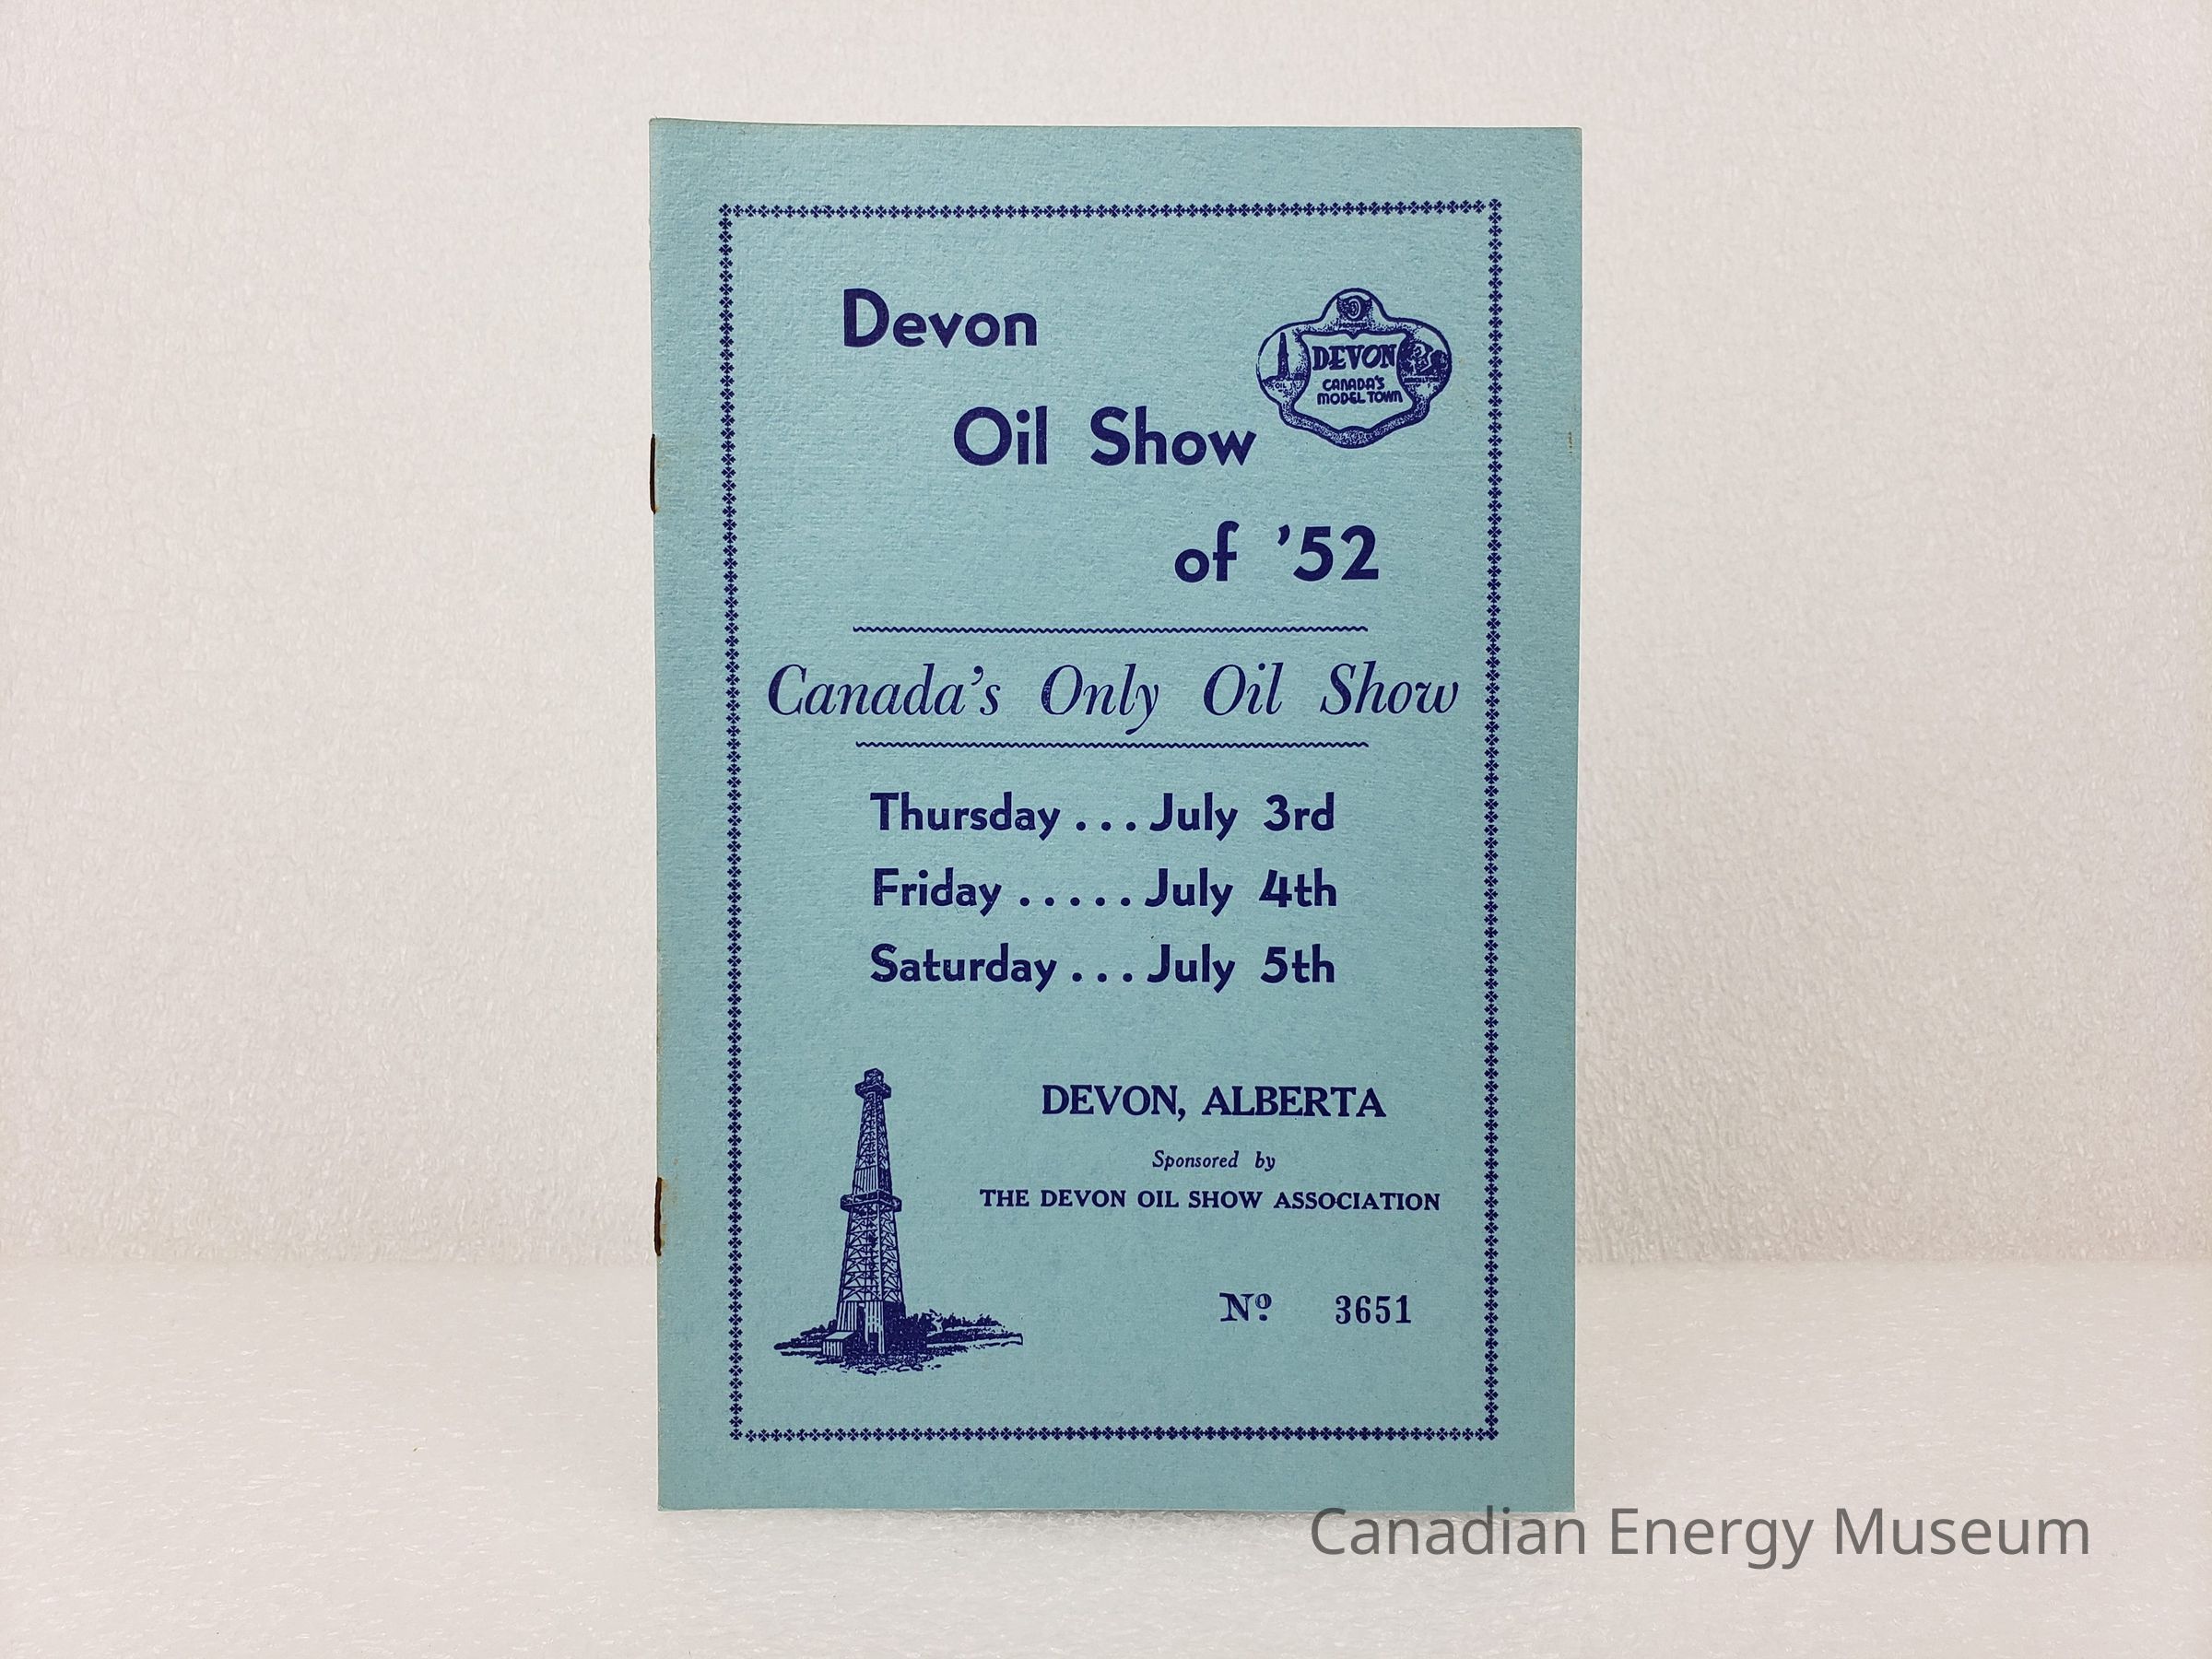 Devon
Oil Show
of '52
DEVON
CANADA'S
MODEL TOWN
OIL
Canada's Only Oil Show
Thursday . . . July 3rd
Friday . . . . . July 4th
Saturday . . . July 5th
DEVON, ALBERTA
Sponsored by
THE DEVON OIL SHOW ASSOCIATION
Nº 3651
Canadian Energy Museum